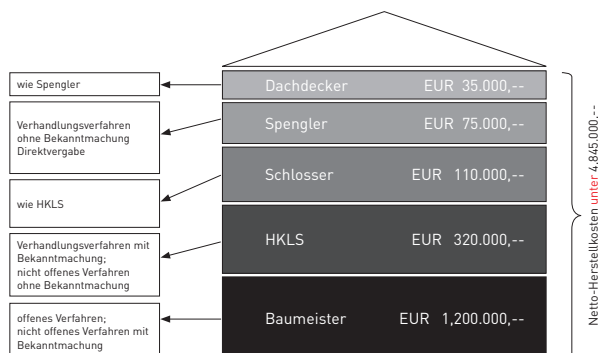 wie Spengler
Dachdecker EUR 35.000,--
Verhandlungsverfahren
ohne Bekanntmachung
Direktvergabe
Spengler EUR 75.000,--
wie HKLS
Schlosser EUR 110.000,--
Verhandlungsverfahren mit
Bekanntmachung;
nicht offenes Verfahren
ohne Bekanntmachung
HKLS EUR 320.000,--
offenes Verfahren;
nicht offenes Verfahren mit
Bekanntmachung
Baumeister EUR 1,200.000,--
Netto-Herstellkosten unter 4.845.000,--